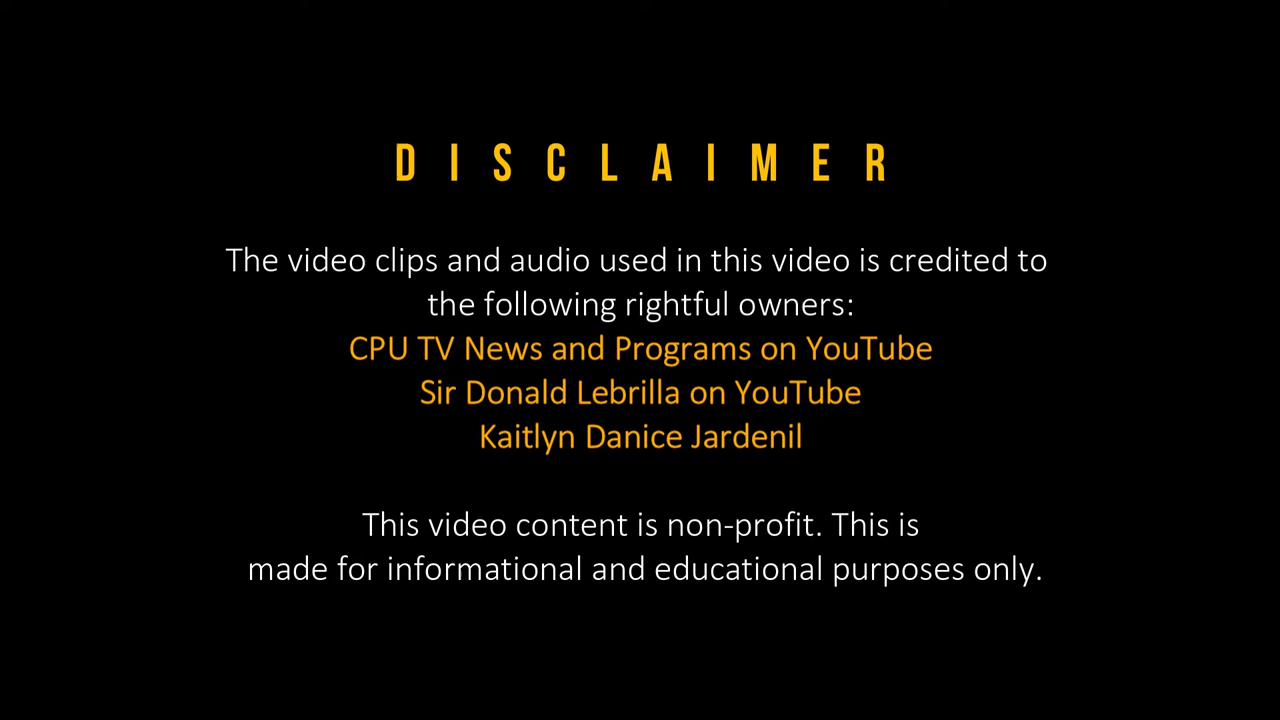 DISCLAIMER
The video clips and audio used in this video is credited to
the following rightful owners:
CPU TV News and Programs on YouTube
Sir Donald Lebrilla on YouTube
Kaitlyn Danice Jardenil
This video content is non-profit. This is
made for informational and educational purposes only.